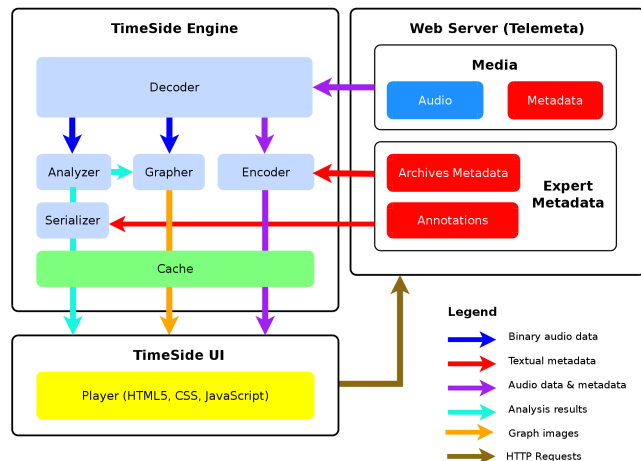 TimeSide Engine
Decoder
Analyzer
Grapher
Encoder
Serializer
Cache
TimeSide UI
Player (HTML5, CSS, JavaScript)
Web Server (Telemeta)
Media
Audio
Metadata
Archives Metadata
Annotations
Expert
Metadata
Legend
Binary audio data
Textual metadata
Audio data & metadata
Analysis results
Graph images
HTTP Requests